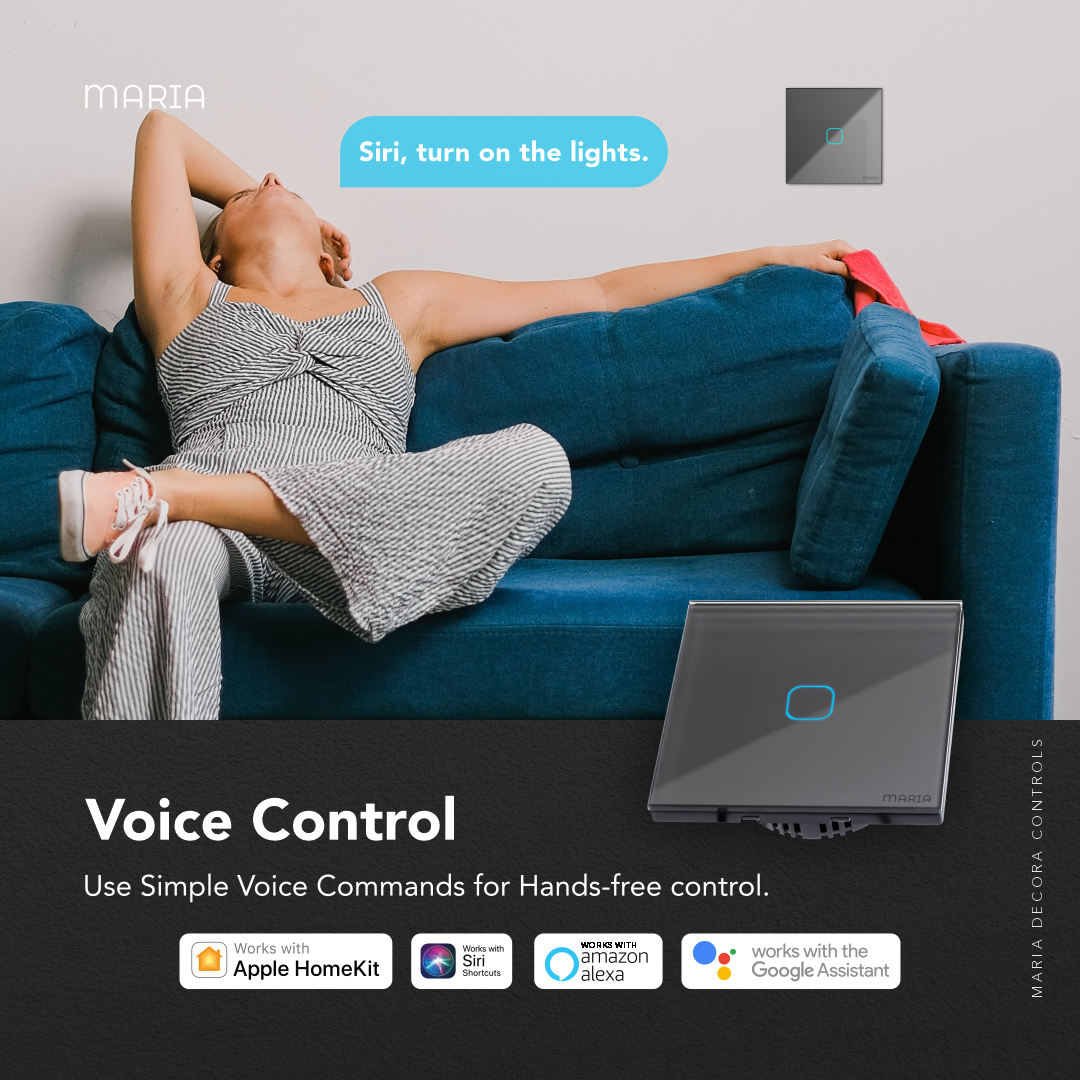 MARIA
Siri, turn on the lights.
MARIA
MARIA
Voice Control
Use Simple Voice Commands for Hands-free control.
Works with
Apple HomeKit
Works with
Siri
Shortcuts
WORKS WITH
amazon
alexa
works with the
Google Assistant
MARIA DECORA CONTROLS